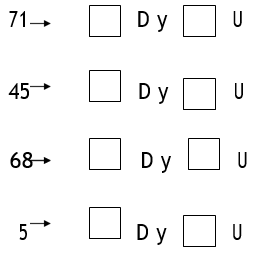 71 → □ D y □ U
45 → □ D y □ U
68 → □ D y □ U
5 → □ D y □ U